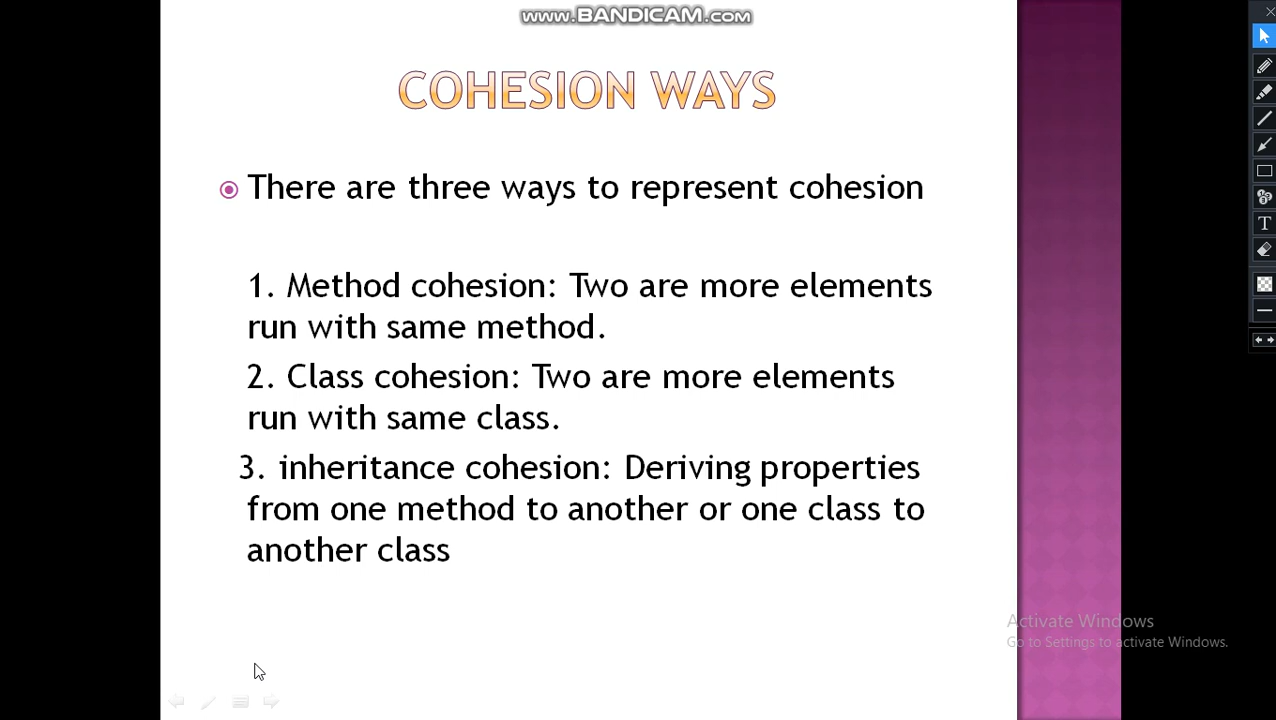 www.BANDICAM.com
COHESION WAYS
There are three ways to represent cohesion
1. Method cohesion: Two are more elements
run with same method.
2. Class cohesion: Two are more elements
run with same class.
3. inheritance cohesion: Deriving properties
from one method to another or one class to
another class
Activate Windows
Go to Settings to activate Windows.